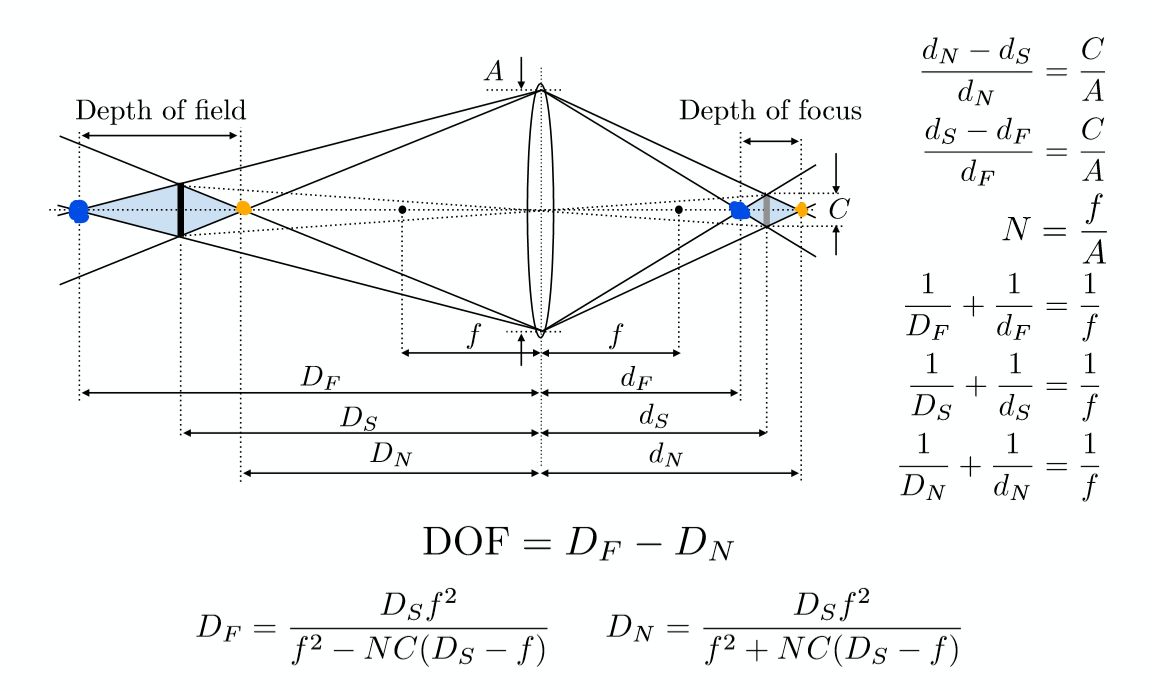 A
Depth of field
Depth of focus
C
f
f
D_F
d_F
D_S
d_S
D_N
d_N
\frac{d_N - d_S}{d_N} = \frac{C}{A}
\frac{d_S - d_F}{d_F} = \frac{C}{A}
N = \frac{f}{A}
\frac{1}{D_F} + \frac{1}{d_F} = \frac{1}{f}
\frac{1}{D_S} + \frac{1}{d_S} = \frac{1}{f}
\frac{1}{D_N} + \frac{1}{d_N} = \frac{1}{f}
DOF = D_F − D_N
D_F = \frac{D_S f^2}{f^2 - NC(D_S - f)}
D_N = \frac{D_S f^2}{f^2 + NC(D_S - f)}